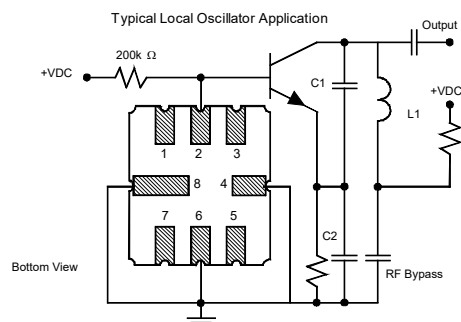 Typical Local Oscillator Application
Output
200k Ω
+VDC
C1
+VDC
L1
1
2
3
8
4
7
6
5
C2
Bottom View
RF Bypass